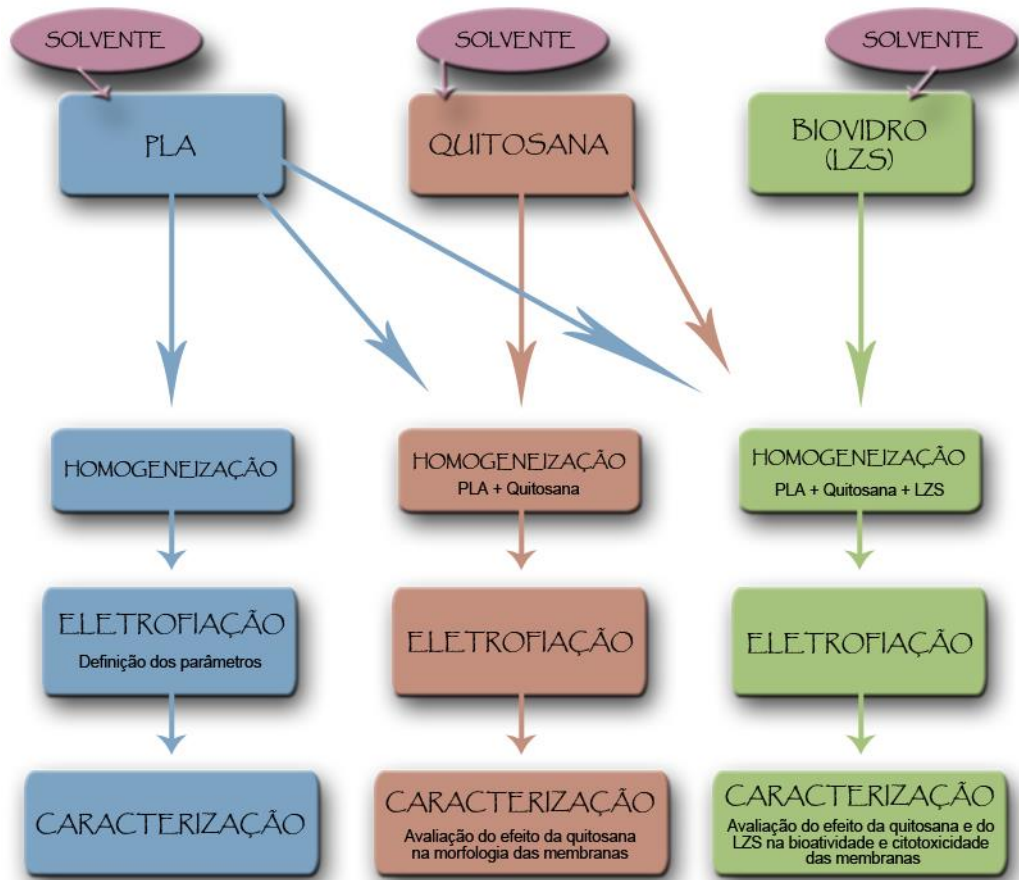 SOLVENTE
SOLVENTE
SOLVENTE
PLA
QUITOSANA
BIOVIDRO
(LZS)
HOMOGENEIZAÇÃO
HOMOGENEIZAÇÃO
PLA + Quitosana
HOMOGENEIZAÇÃO
PLA + Quitosana + LZS
ELETROFIAÇÃO
Definição dos parâmetros
ELETROFIAÇÃO
ELETROFIAÇÃO
CARACTERIZAÇÃO
CARACTERIZAÇÃO
Avaliação do efeito da quitosana
na morfologia das membranas
CARACTERIZAÇÃO
Avaliação do efeito da quitosana e do
LZS na bioatividade e citotoxicidade
das membranas